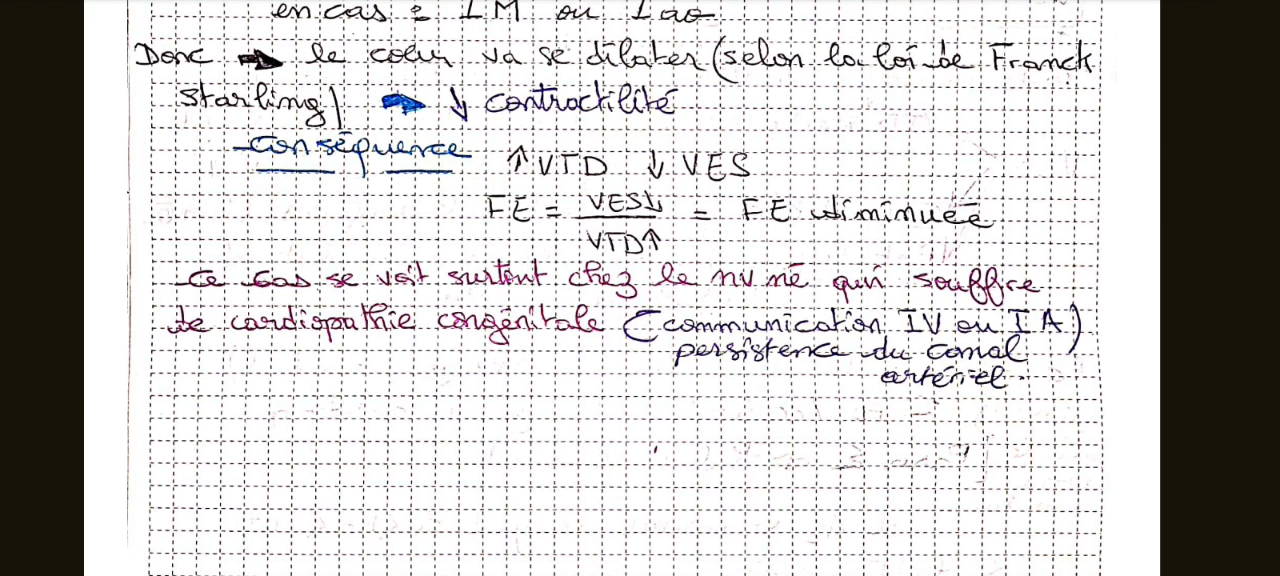 en cas : IM ou Iao
Donc ➡ le coeur va se dilater (selon la loi de Franck
starling) ➡ ↓ contractilité
conséquence ↑ VTD ↓ VES
FE = VES↓ / VTD↑ = FE diminuée
ce cas se voit surtout chez le nv né qui souffre
de cardiopathie congénitale (communication IV ou IA)
persistence du canal
artériel.